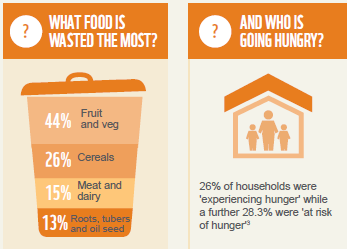 ?
WHAT FOOD IS
WASTED THE MOST?
44%
Fruit
and veg
26%
Cereals
15%
Meat and
dairy
13%
Roots, tubers
and oil seed
?
AND WHO IS
GOING HUNGRY?
26% of households were
'experiencing hunger' while
a further 28.3% were 'at risk
of hunger'³